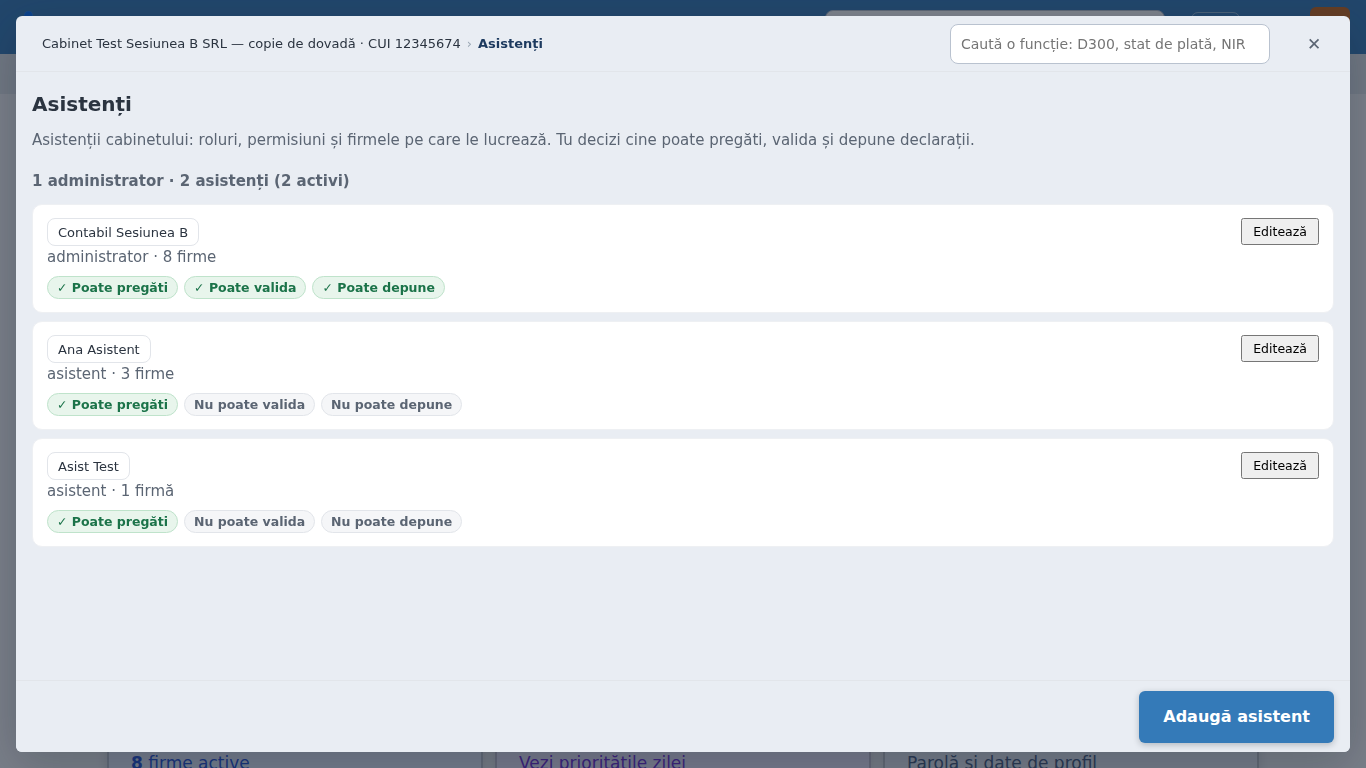 Cabinet Test Sesiunea B SRL — copie de dovadă · CUI 12345674 › Asistenți
Caută o funcție: D300, stat de plată, NIR
✕
Asistenți
Asistenții cabinetului: roluri, permisiuni și firmele pe care le lucrează. Tu decizi cine poate pregăti, valida și depune declarații.
1 administrator · 2 asistenți (2 activi)
Contabil Sesiunea B
Editează
administrator · 8 firme
✓ Poate pregăti ✓ Poate valida ✓ Poate depune
Ana Asistent
Editează
asistent · 3 firme
✓ Poate pregăti Nu poate valida Nu poate depune
Asist Test
Editează
asistent · 1 firmă
✓ Poate pregăti Nu poate valida Nu poate depune
Adaugă asistent
8 firme active
Vezi prioritățile zilei
Parolă și date de profil